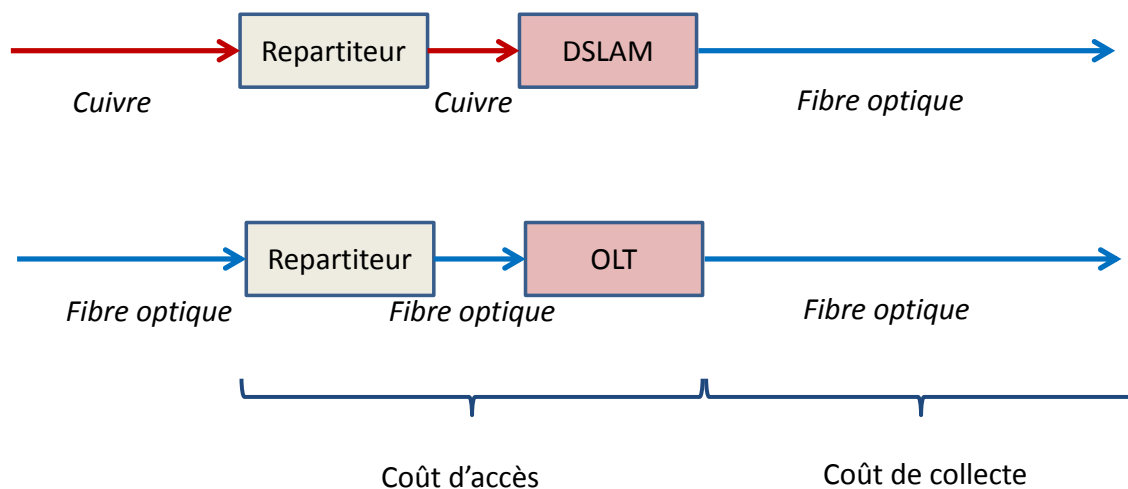 Repartiteur
DSLAM
Cuivre
Cuivre
Fibre optique
Repartiteur
OLT
Fibre optique
Fibre optique
Fibre optique
Coût d’accès
Coût de collecte